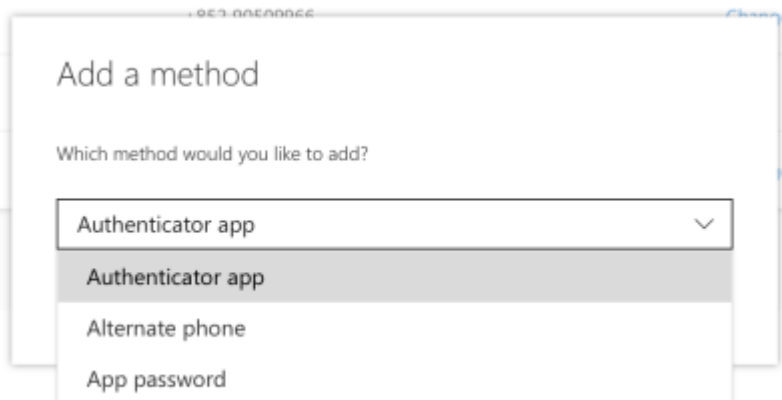 Add a method
Which method would you like to add?
Authenticator app
Authenticator app
Alternate phone
App password